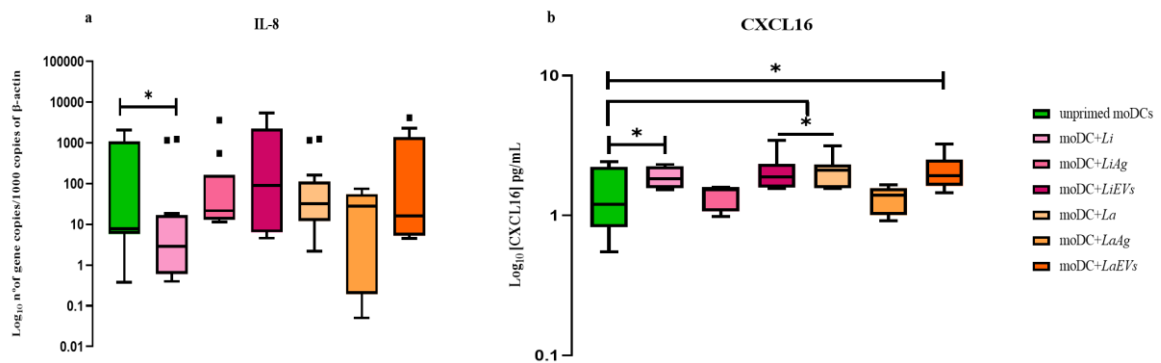 a
IL-8
Log₁₀ n°of gene copies/1000 copies of β-actin
100000
10000
1000
100
10
1
0.1
0.01
*
b
CXCL16
Log₁₀ [CXCL16] pg/mL
10
1
0.1
*
*
*
unprimed moDCs
moDC+Li
moDC+LiAg
moDC+LiEVs
moDC+La
moDC+LaAg
moDC+LaEVs